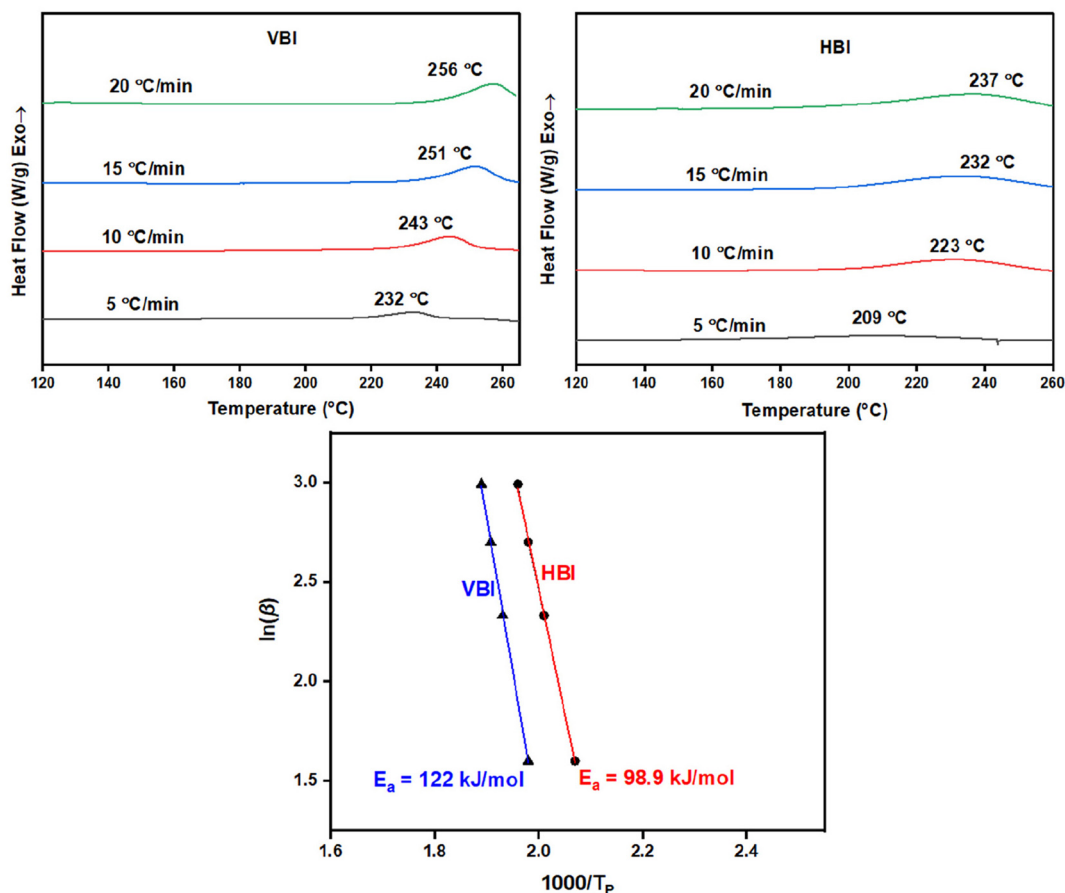 VBI
20 °C/min
256 °C
15 °C/min
251 °C
10 °C/min
243 °C
5 °C/min
232 °C
Heat Flow (W/g) Exo→
120 140 160 180 200 220 240 260
Temperature (°C)
HBI
20 °C/min
237 °C
15 °C/min
232 °C
10 °C/min
223 °C
5 °C/min
209 °C
Heat Flow (W/g) Exo→
120 140 160 180 200 220 240 260
Temperature (°C)
3.0
2.5
2.0
1.5
ln(β)
VBI
HBI
Ea = 122 kJ/mol
Ea = 98.9 kJ/mol
1.6 1.8 2.0 2.2 2.4
1000/TP